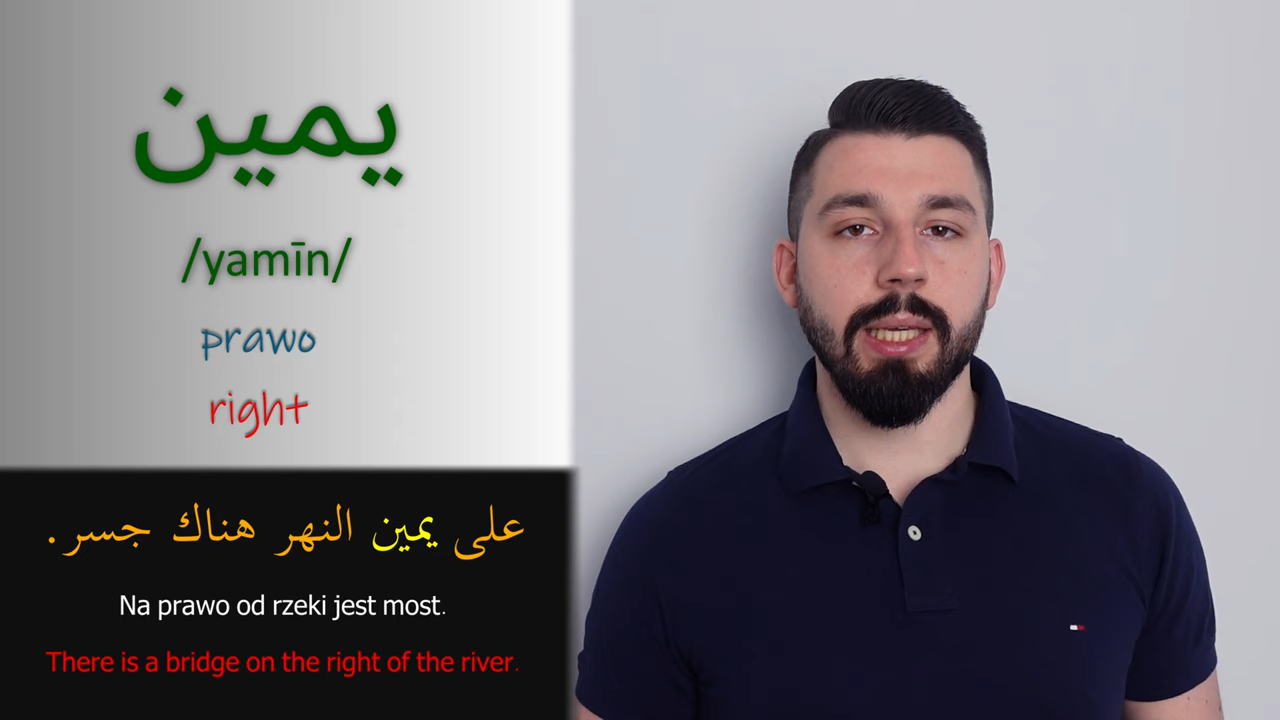 يمين
/yamīn/
prawo
right
على يمين النهر هناك جسر.
Na prawo od rzeki jest most.
There is a bridge on the right of the river.